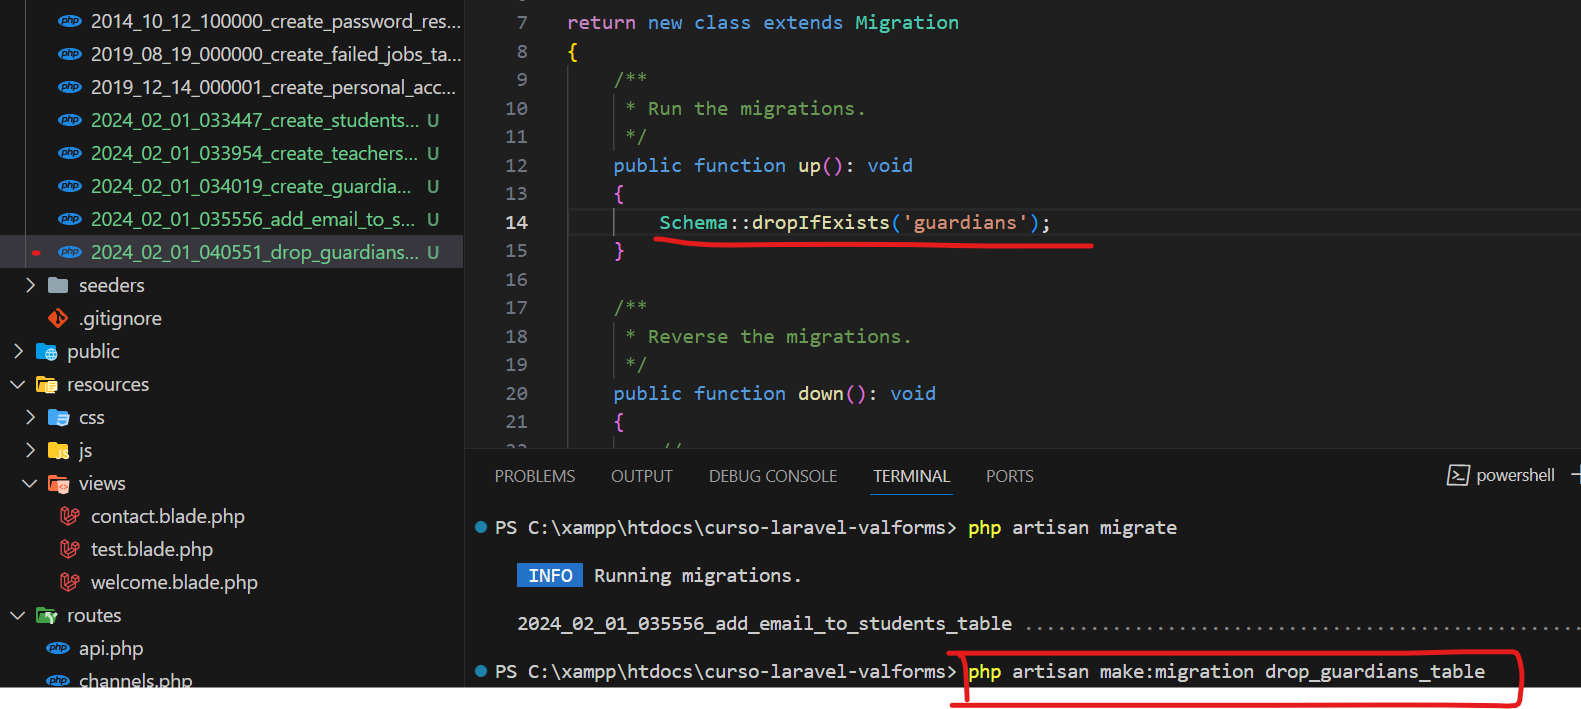 2014_10_12_100000_create_password_res...
2019_08_19_000000_create_failed_jobs_ta...
2019_12_14_000001_create_personal_acc...
2024_02_01_033447_create_students... U
2024_02_01_033954_create_teachers... U
2024_02_01_034019_create_guardia... U
2024_02_01_035556_add_email_to_s... U
2024_02_01_040551_drop_guardians... U
seeders
.gitignore
public
resources
css
js
views
contact.blade.php
test.blade.php
welcome.blade.php
routes
api.php
channels.php
7 return new class extends Migration
8 {
9 /**
10 * Run the migrations.
11 */
12 public function up(): void
13 {
14 Schema::dropIfExists('guardians');
15 }
16
17 /**
18 * Reverse the migrations.
19 */
20 public function down(): void
21 {
22 //
PROBLEMS OUTPUT DEBUG CONSOLE TERMINAL PORTS powershell
PS C:\xampp\htdocs\curso-laravel-valforms> php artisan migrate
INFO Running migrations.
2024_02_01_035556_add_email_to_students_table ....................................................
PS C:\xampp\htdocs\curso-laravel-valforms> php artisan make:migration drop_guardians_table